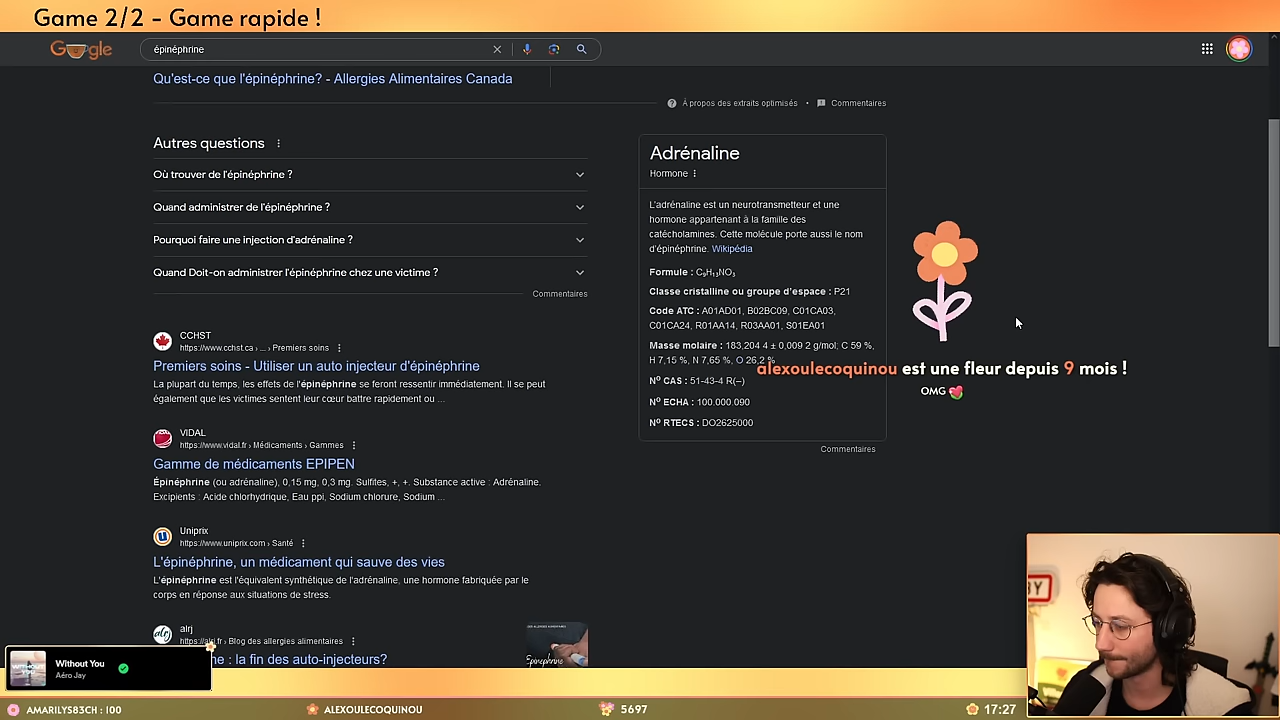 Game 2/2 - Game rapide !
Google
épinéphrine
Qu'est-ce que l'épinéphrine? - Allergies Alimentaires Canada
À propos des extraits optimisés • Commentaires
Autres questions
Où trouver de l'épinéphrine ?
Quand administrer de l'épinéphrine ?
Pourquoi faire une injection d'adrénaline ?
Quand Doit-on administrer l'épinéphrine chez une victime ?
Commentaires
CCHST
https://www.cchst.ca › ... › Premiers soins
Premiers soins - Utiliser un auto injecteur d'épinéphrine
La plupart du temps, les effets de l'épinéphrine se feront ressentir immédiatement. Il se peut
également que les victimes sentent leur cœur battre rapidement ou ...
VIDAL
https://www.vidal.fr › Médicaments › Gammes
Gamme de médicaments EPIPEN
Épinéphrine (ou adrénaline), 0,15 mg, 0,3 mg. Sulfites, +, +. Substance active : Adrénaline.
Excipients : Acide chlorhydrique, Eau ppi, Sodium chlorure, Sodium ...
Uniprix
https://www.uniprix.com › Santé
L'épinéphrine, un médicament qui sauve des vies
L'épinéphrine est l'équivalent synthétique de l'adrénaline, une hormone fabriquée par le
corps en réponse aux situations de stress.
alrj
https://alrj.fr › Blog des allergies alimentaires
ne : la fin des auto-injecteurs?
Epinephrine
Adrénaline
Hormone
L'adrénaline est un neurotransmetteur et une
hormone appartenant à la famille des
catécholamines. Cette molécule porte aussi le nom
d'épinéphrine. Wikipédia
Formule : C₉H₁₃NO₃
Classe cristalline ou groupe d'espace : P21
Code ATC : A01AD01, B02BC09, C01CA03,
C01CA24, R01AA14, R03AA01, S01EA01
Masse molaire : 183,204 4 ± 0,009 2 g/mol; C 59 %,
H 7,15 %, N 7,65 %, O 26,2 %
Nº CAS : 51-43-4 R(–)
Nº ECHA : 100.000.090
Nº RTECS : DO2625000
Commentaires
alexoulecoquinou est une fleur depuis 9 mois !
OMG
Without You
Aéro Jay
AMARILYS83CH : 100
ALEXOULECOQUINOU
5697
17:27